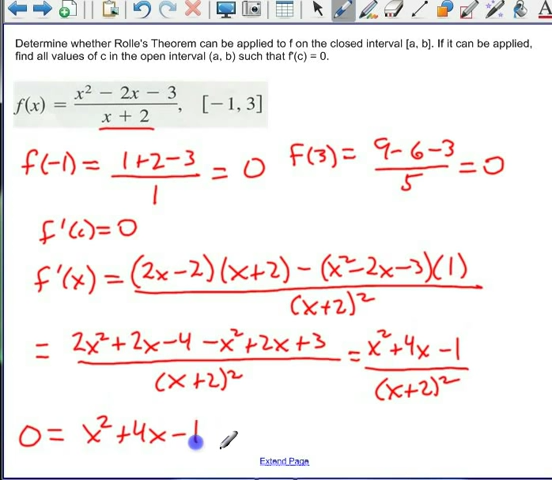 Determine whether Rolle's Theorem can be applied to f on the closed interval [a, b]. If it can be applied,
find all values of c in the open interval (a, b) such that f'(c) = 0.
f(x) = (x² − 2x − 3)/(x + 2), [−1, 3]
f(-1) = (1+2-3)/1 = 0 F(3) = (9-6-3)/5 = 0
f'(c)=0
f'(x) = ((2x-2)(x+2) - (x²-2x-3)(1))/(x+2)²
= (2x²+2x-4-x²+2x+3)/(x+2)² = (x²+4x-1)/(x+2)²
0 = x²+4x-1
Extend Page